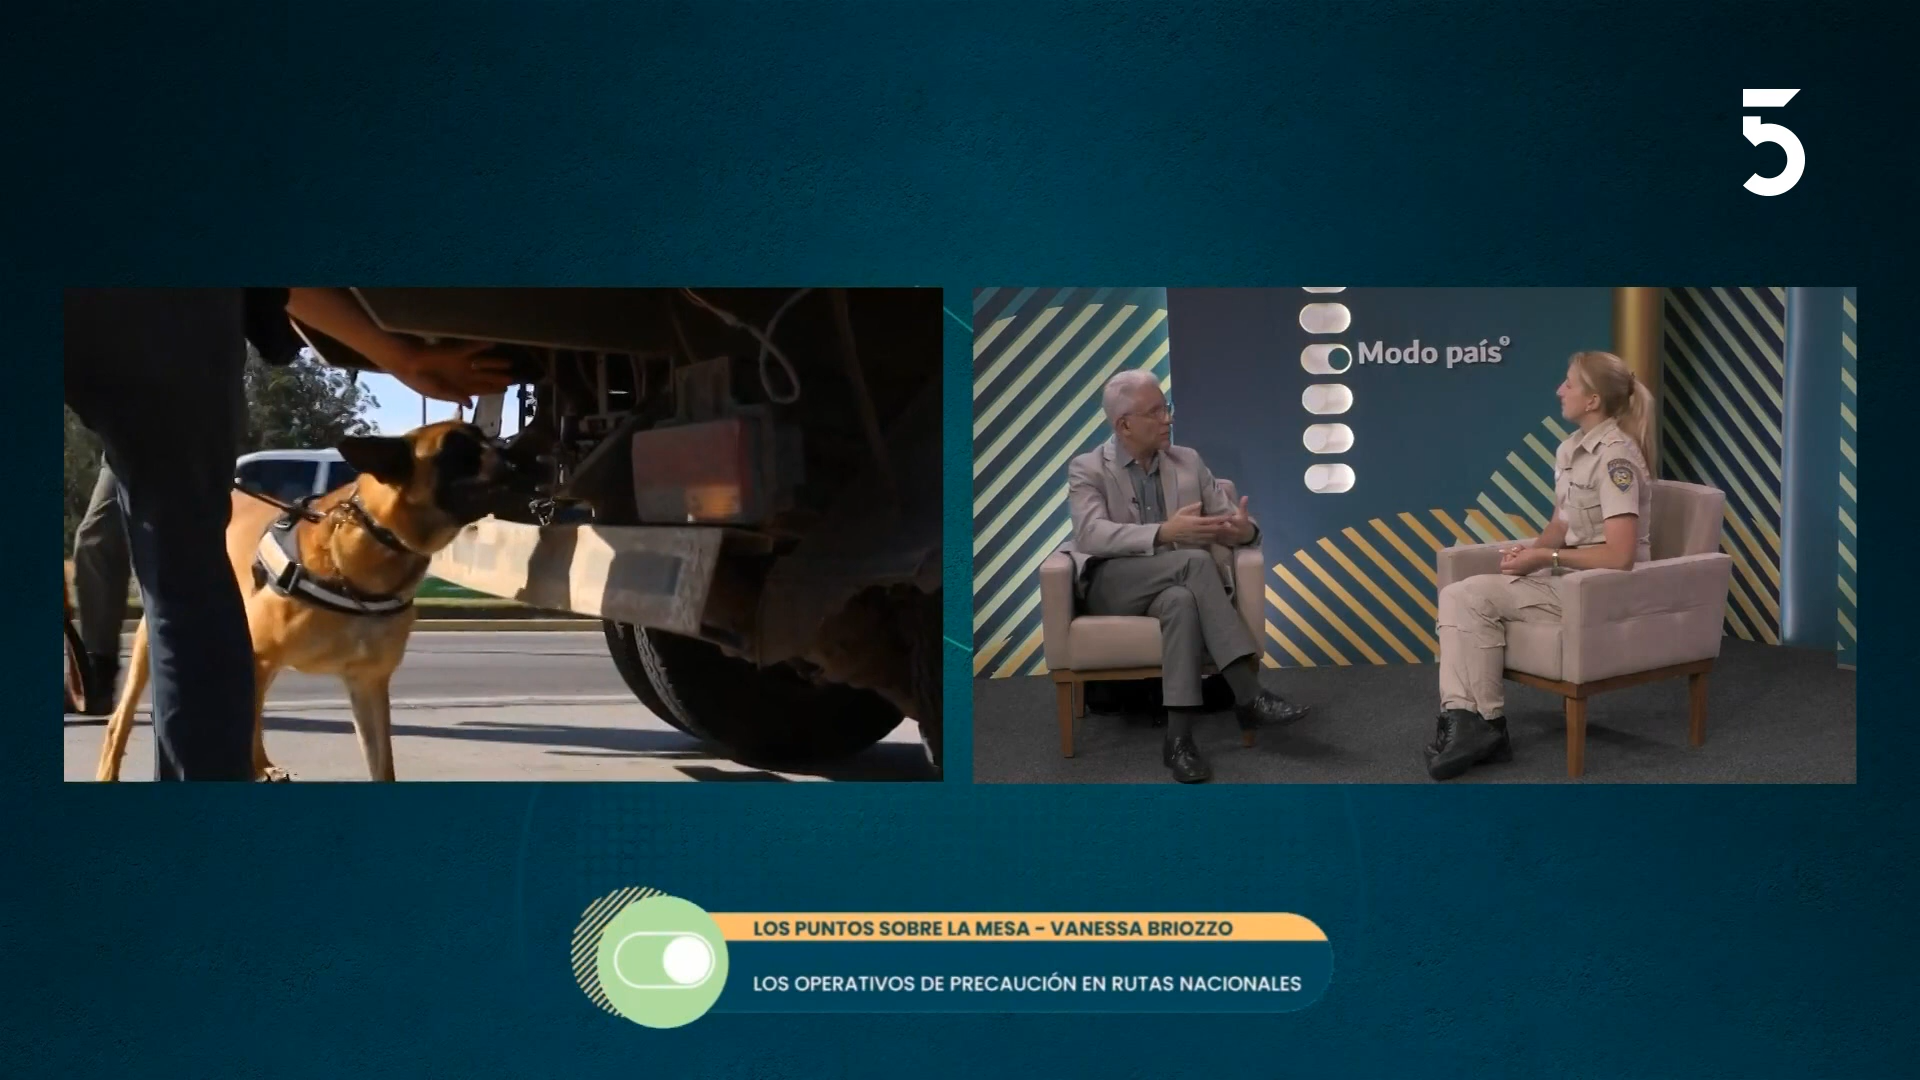 5
Modo país
LOS PUNTOS SOBRE LA MESA - VANESSA BRIOZZO
LOS OPERATIVOS DE PRECAUCIÓN EN RUTAS NACIONALES